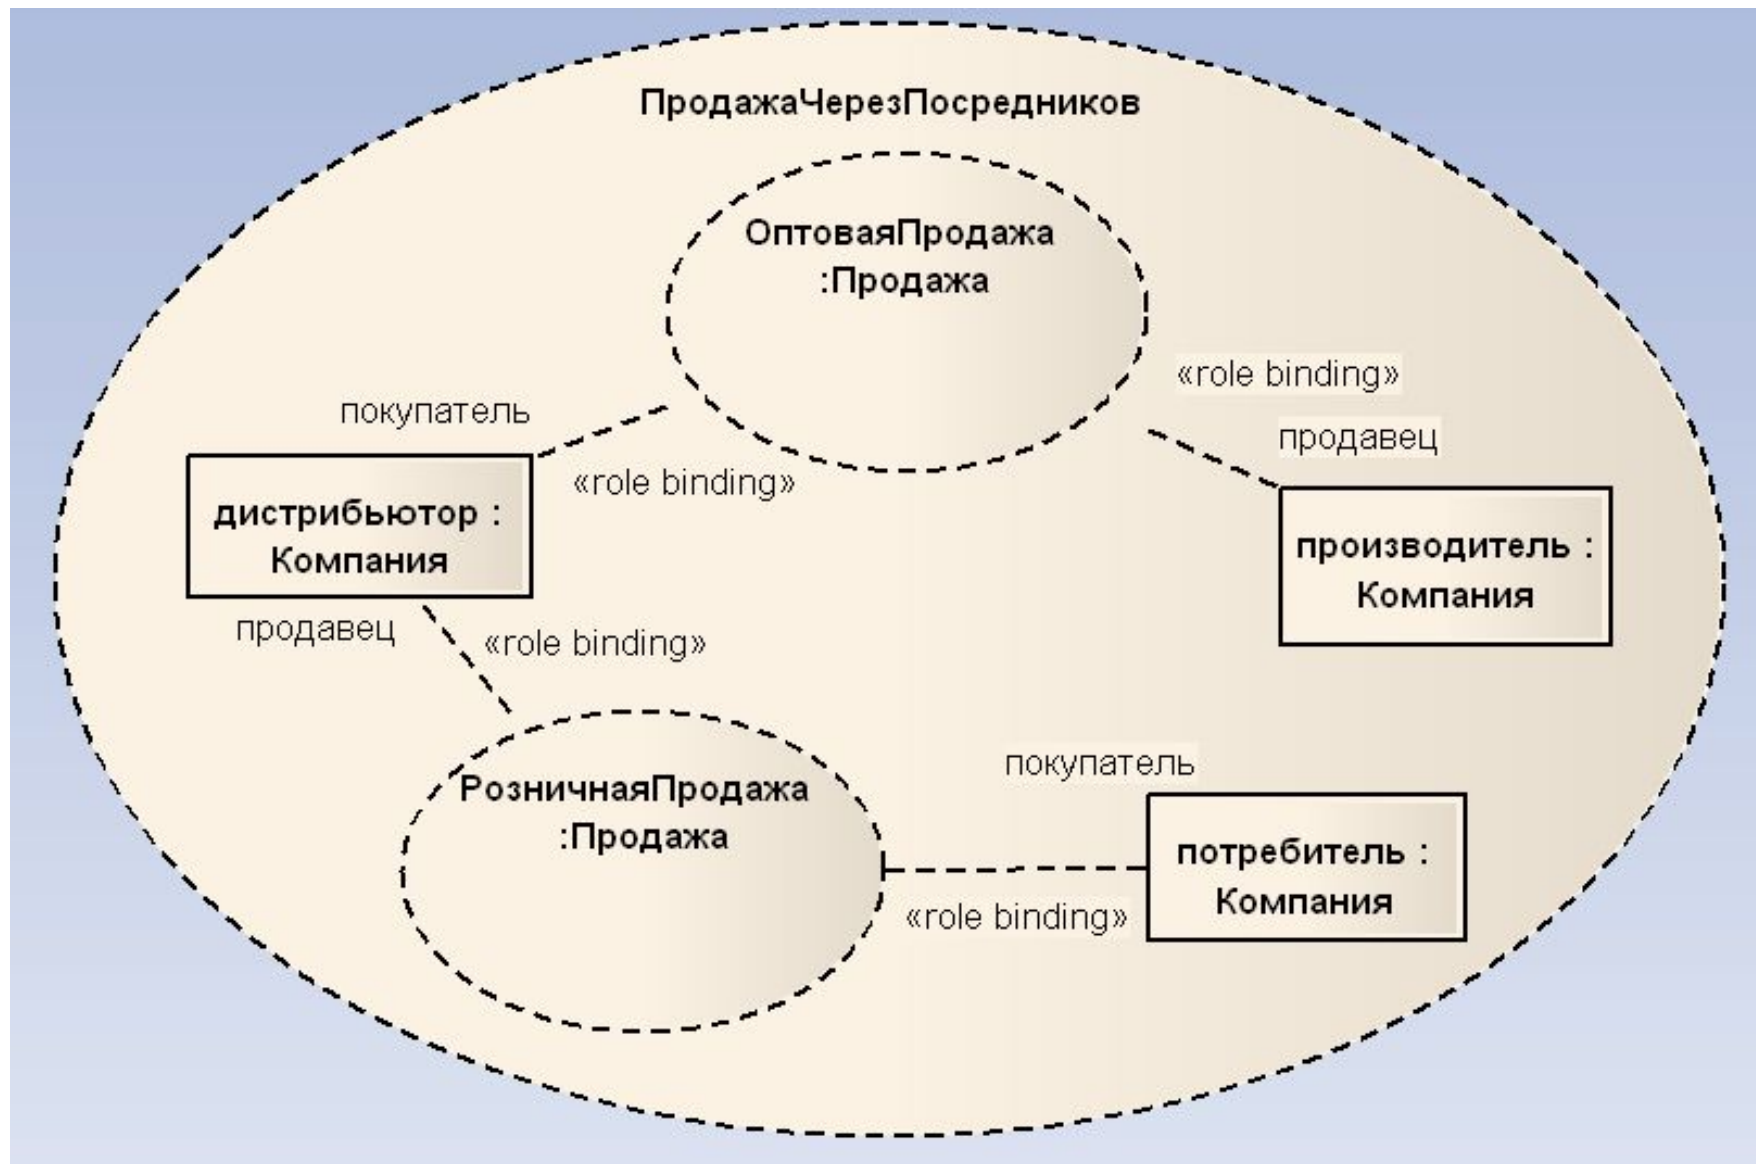 ПродажаЧерезПосредников
ОптоваяПродажа
:Продажа
«role binding»
покупатель
продавец
«role binding»
дистрибьютор :
Компания
производитель :
Компания
продавец
«role binding»
покупатель
РозничнаяПродажа
:Продажа
потребитель :
Компания
«role binding»